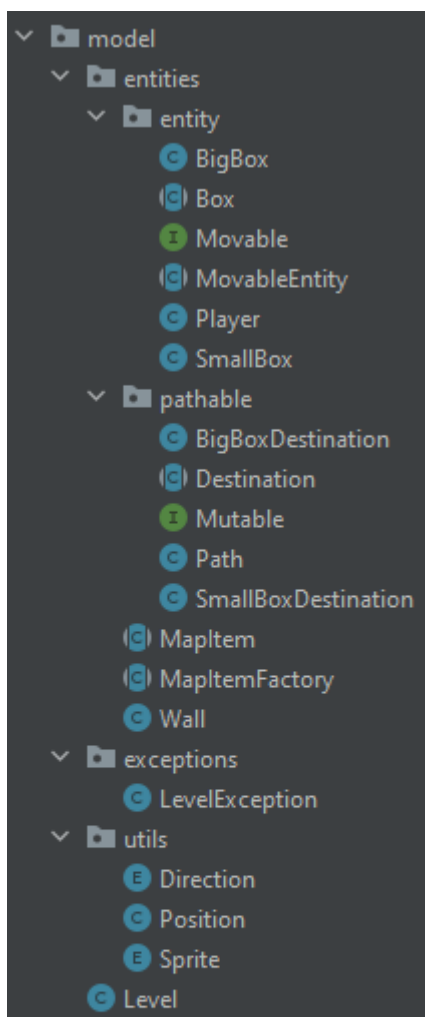 model
entities
entity
C BigBox
C Box
I Movable
C MovableEntity
C Player
C SmallBox
pathable
C BigBoxDestination
C Destination
I Mutable
C Path
C SmallBoxDestination
C MapItem
C MapItemFactory
C Wall
exceptions
C LevelException
utils
E Direction
C Position
E Sprite
C Level